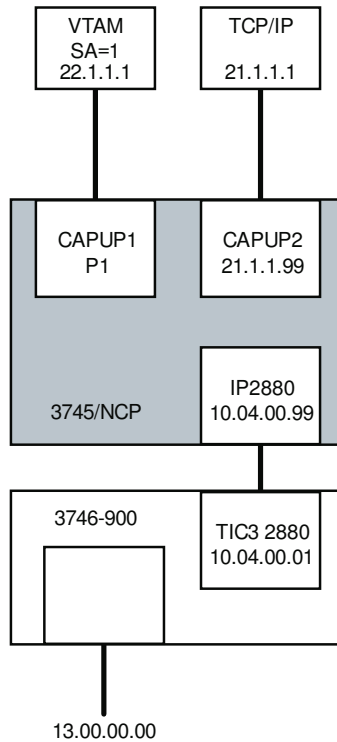 VTAM
SA=1
22.1.1.1
TCP/IP
21.1.1.1
CAPUP1
P1
CAPUP2
21.1.1.99
IP2880
10.04.00.99
3745/NCP
3746-900
TIC3 2880
10.04.00.01
13.00.00.00